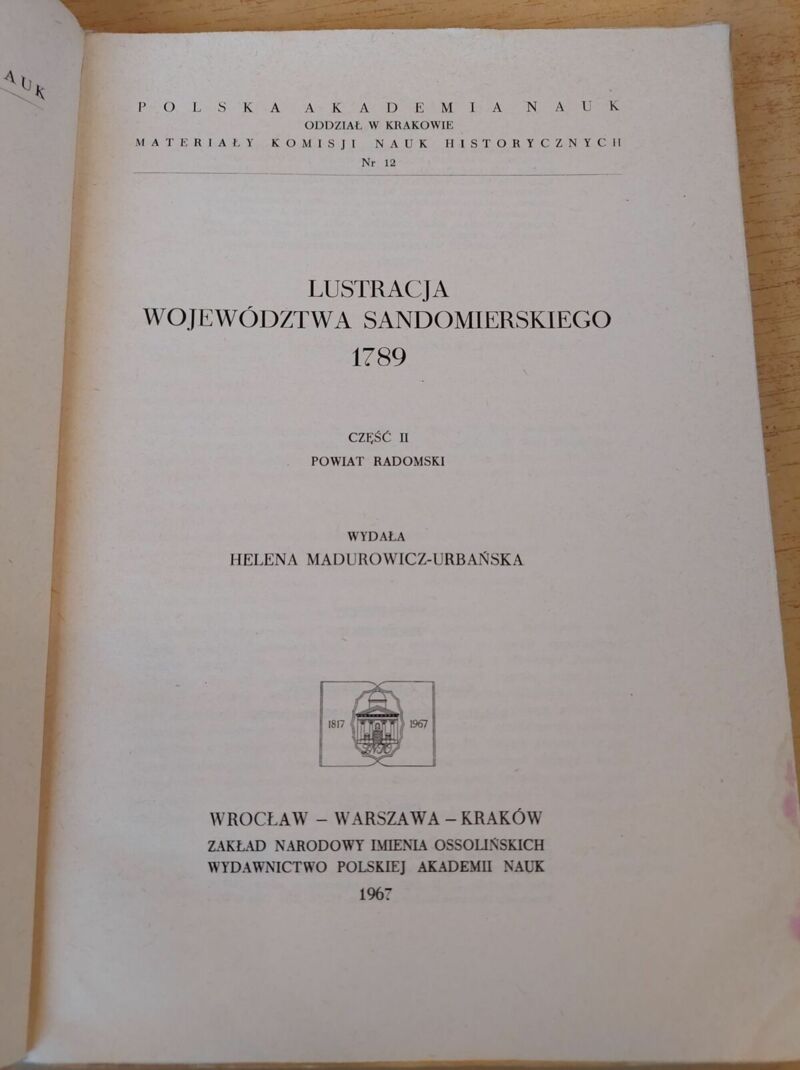 AUK
POLSKA AKADEMIA NAUK
ODDZIAŁ W KRAKOWIE
MATERIAŁY KOMISJI NAUK HISTORYCZNYCH
Nr 12
LUSTRACJA
WOJEWÓDZTWA SANDOMIERSKIEGO
1789
CZĘŚĆ II
POWIAT RADOMSKI
WYDAŁA
HELENA MADUROWICZ-URBAŃSKA
1817 1967
WROCŁAW – WARSZAWA – KRAKÓW
ZAKŁAD NARODOWY IMIENIA OSSOLIŃSKICH
WYDAWNICTWO POLSKIEJ AKADEMII NAUK
1967